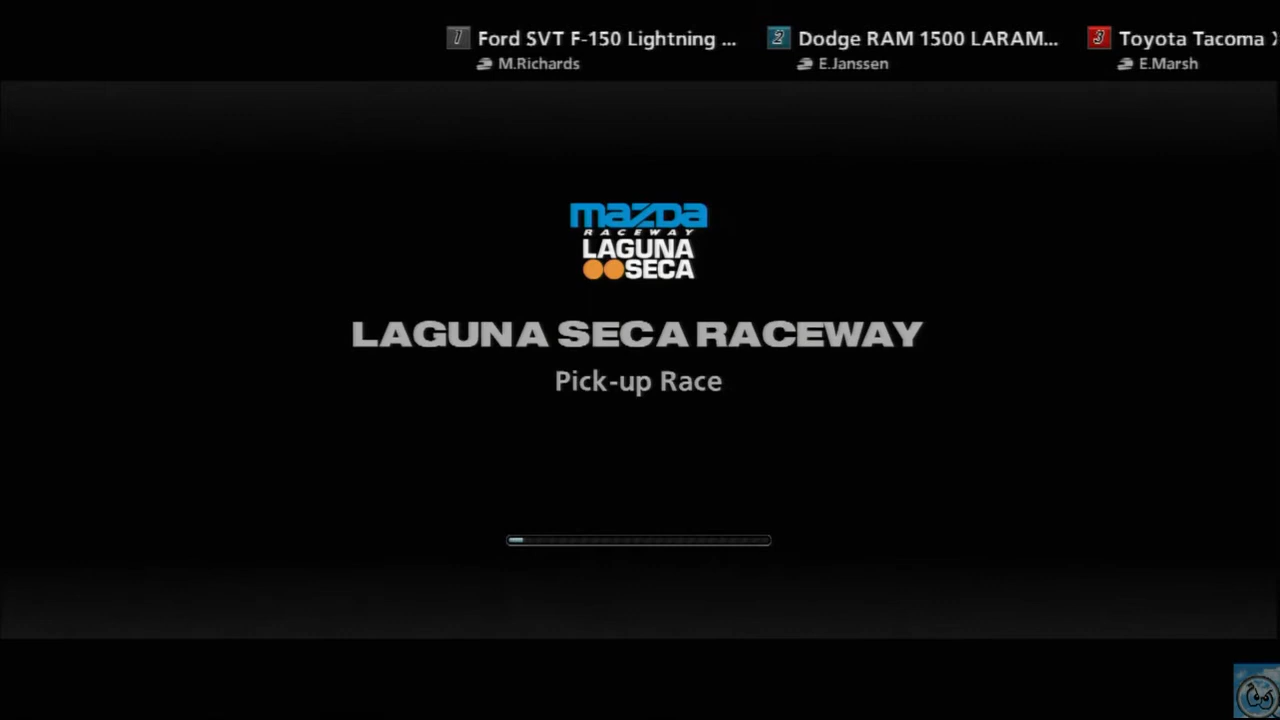 1 Ford SVT F-150 Lightning ...
M.Richards
2 Dodge RAM 1500 LARAM...
E.Janssen
3 Toyota Tacoma X
E.Marsh
mazda
RACEWAY
LAGUNA
SECA
LAGUNA SECA RACEWAY
Pick-up Race